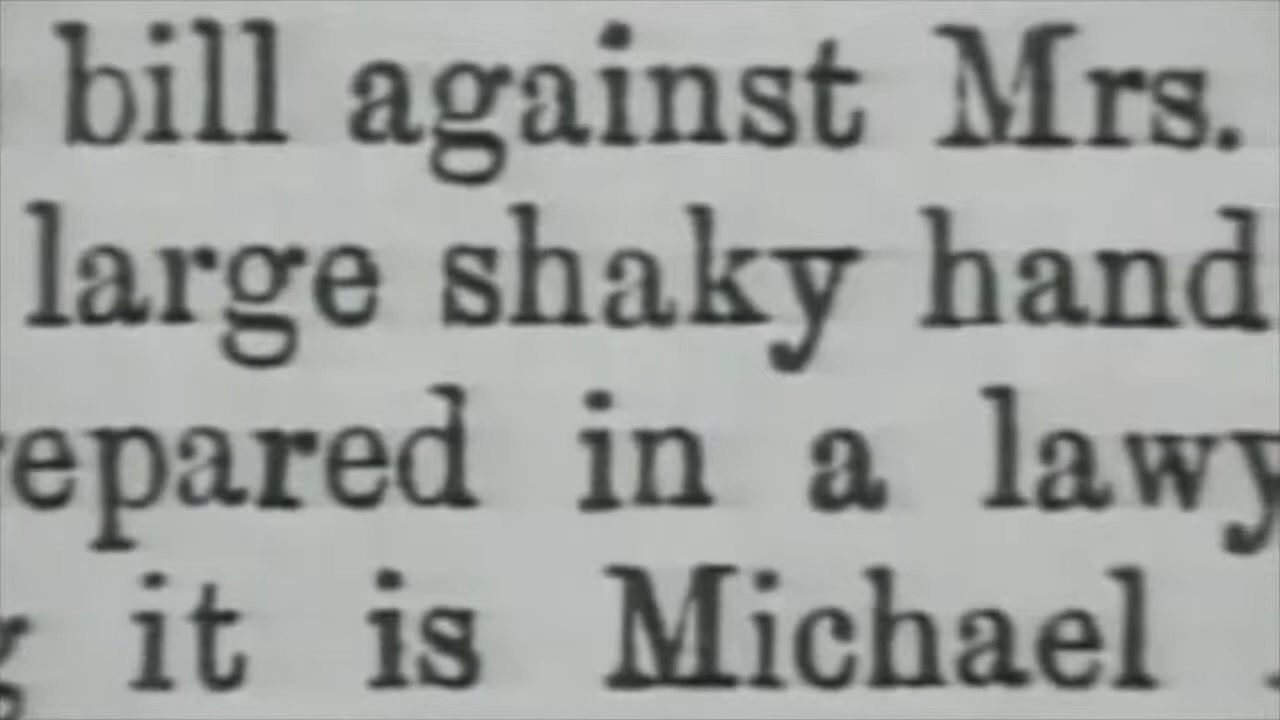 bill against Mrs.
large shaky hand
epared in a lawy
it is Michael